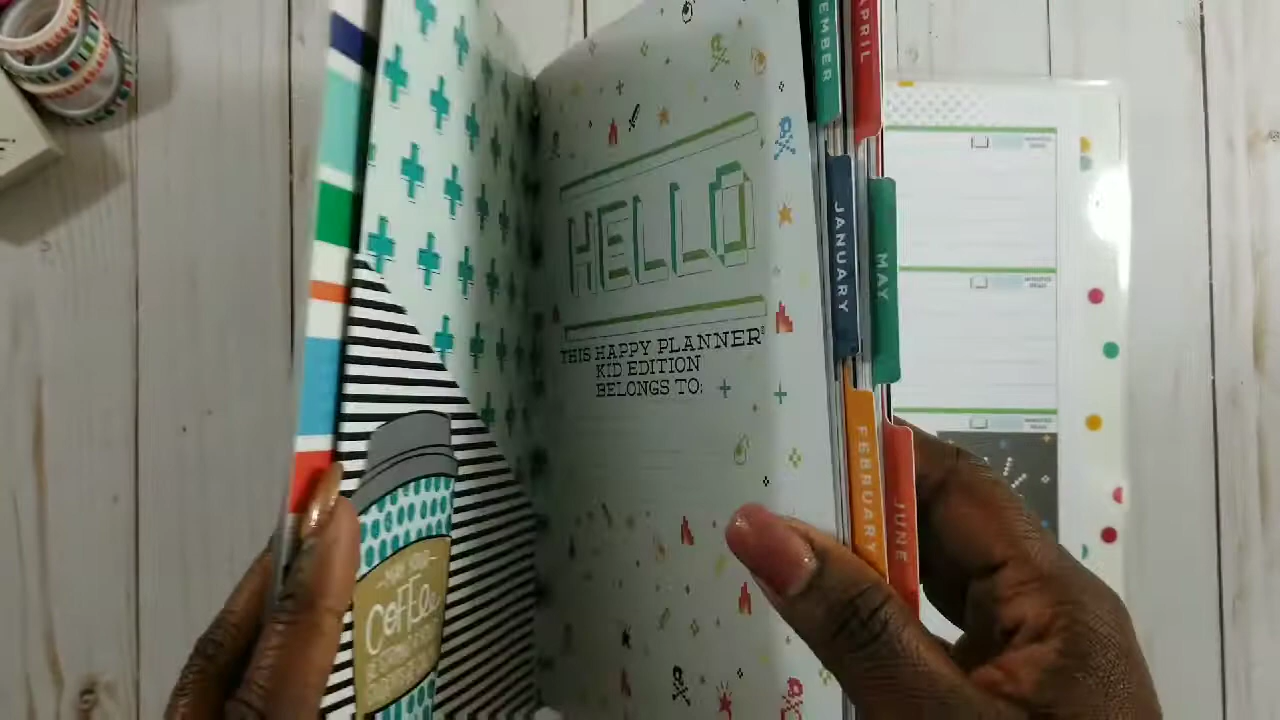 HELLO
THIS HAPPY PLANNER®
KID EDITION
BELONGS TO:
EMBER
APRIL
JANUARY
MAY
FEBRUARY
JUNE
COFFEE